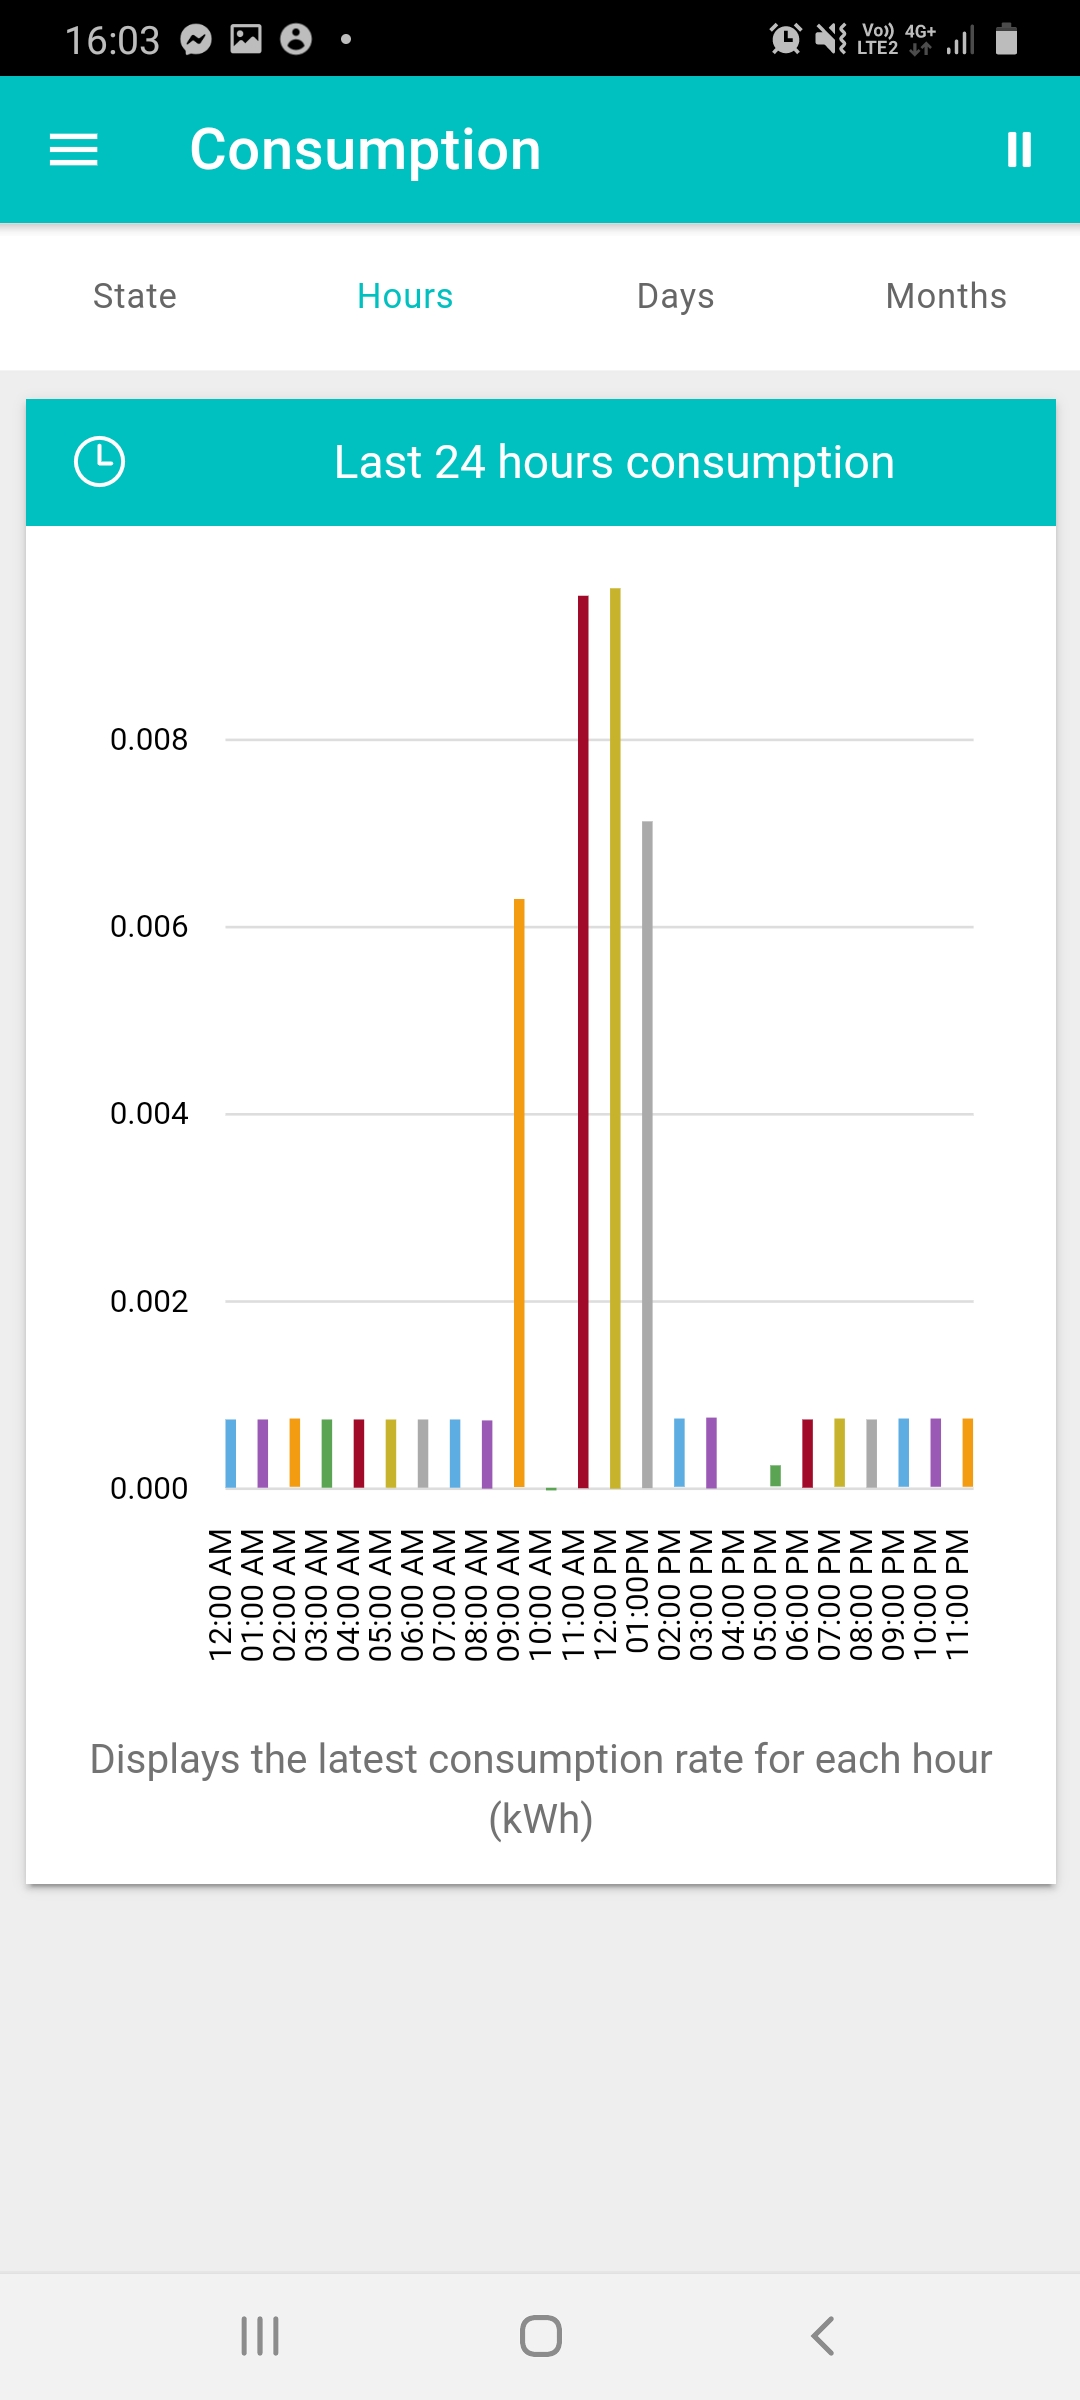 16:03
Vo)) 4G+
LTE2
Consumption
State Hours Days Months
Last 24 hours consumption
0.008
0.006
0.004
0.002
0.000
12:00 AM
01:00 AM
02:00 AM
03:00 AM
04:00 AM
05:00 AM
06:00 AM
07:00 AM
08:00 AM
09:00 AM
10:00 AM
11:00 AM
12:00 PM
01:00PM
02:00 PM
03:00 PM
04:00 PM
05:00 PM
06:00 PM
07:00 PM
08:00 PM
09:00 PM
10:00 PM
11:00 PM
Displays the latest consumption rate for each hour
(kWh)